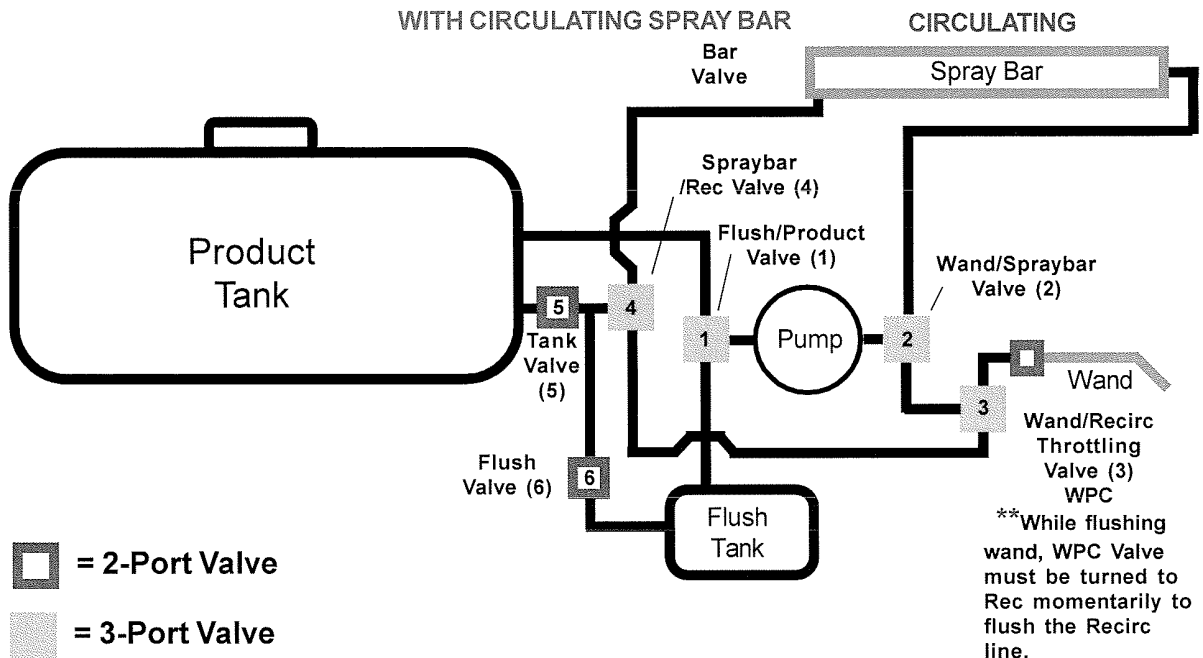 WITH CIRCULATING SPRAY BAR
CIRCULATING
Bar
Valve
Spray Bar
Spraybar
/Rec Valve (4)
Product
Tank
Flush/Product
Valve (1)
Wand/Spraybar
Valve (2)
5
4
1
Pump
2
Tank
Valve
(5)
Wand
3
Wand/Recirc
Throttling
Valve (3)
WPC
Flush
Valve (6)
6
Flush
Tank
**While flushing
wand, WPC Valve
must be turned to
Rec momentarily to
flush the Recirc
line.
= 2-Port Valve
= 3-Port Valve